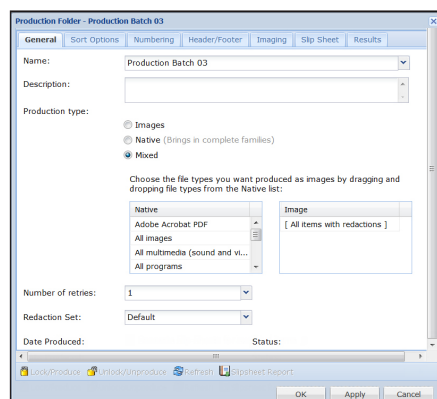 Production Folder - Production Batch 03
General Sort Options Numbering Header/Footer Imaging Slip Sheet Results
Name: Production Batch 03
Description:
Production type:
Images
Native (Brings in complete families)
Mixed
Choose the file types you want produced as images by dragging and
dropping file types from the Native list:
Native Image
Adobe Acrobat PDF [ All items with redactions ]
All images
All multimedia (sound and vi...
All programs
Number of retries: 1
Redaction Set: Default
Date Produced: Status:
Lock/Produce Unlock/Unproduce Refresh Slipsheet Report
OK Apply Cancel